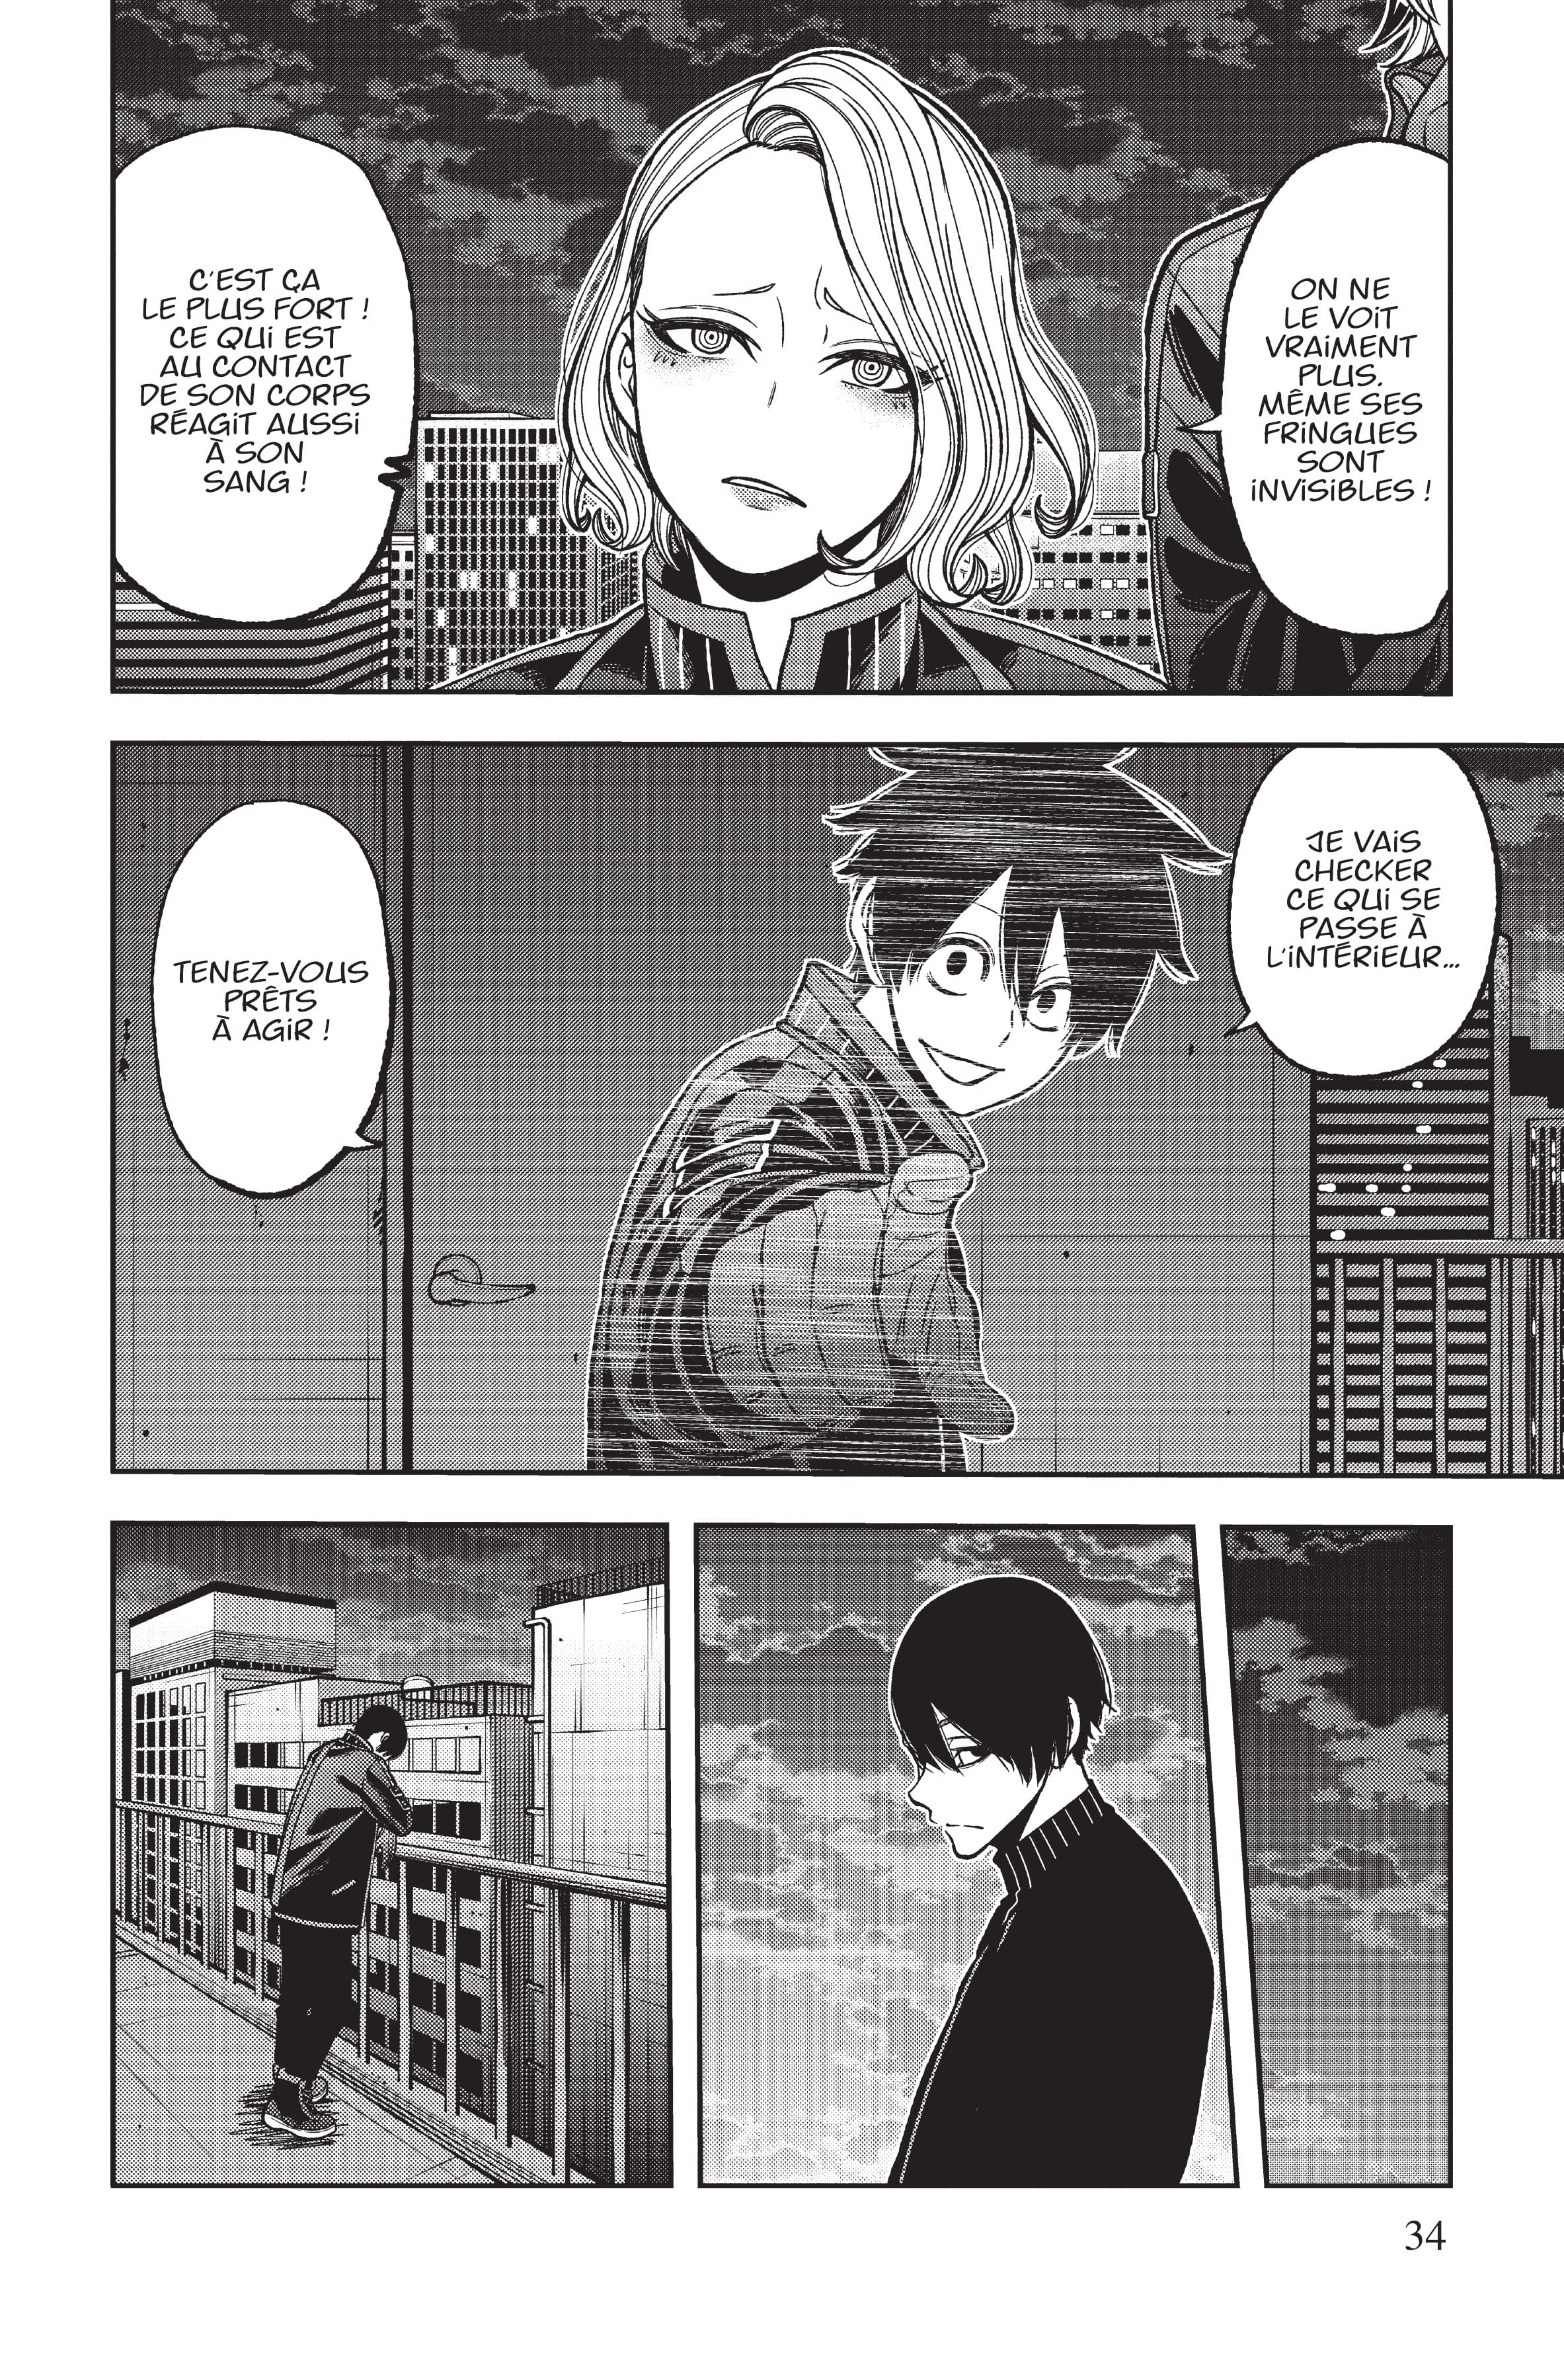 ON NE
LE VOIT
VRAIMENT
PLUS.
MÊME SES
FRINGUES
SONT
INVISIBLES !
C'EST ÇA
LE PLUS FORT !
CE QUI EST
AU CONTACT
DE SON CORPS
RÉAGIT AUSSI
À SON
SANG !
JE VAIS
CHECKER
CE QUI SE
PASSE À
L'INTÉRIEUR...
TENEZ-VOUS
PRÊTS
À AGIR !
34